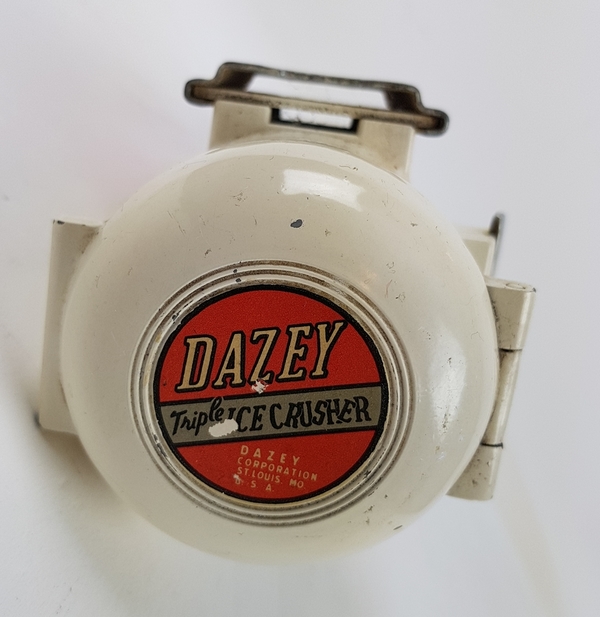 DAZEY
Triple ICE CRUSHER
DAZEY
CORPORATION
ST. LOUIS, MO.
U. S. A.